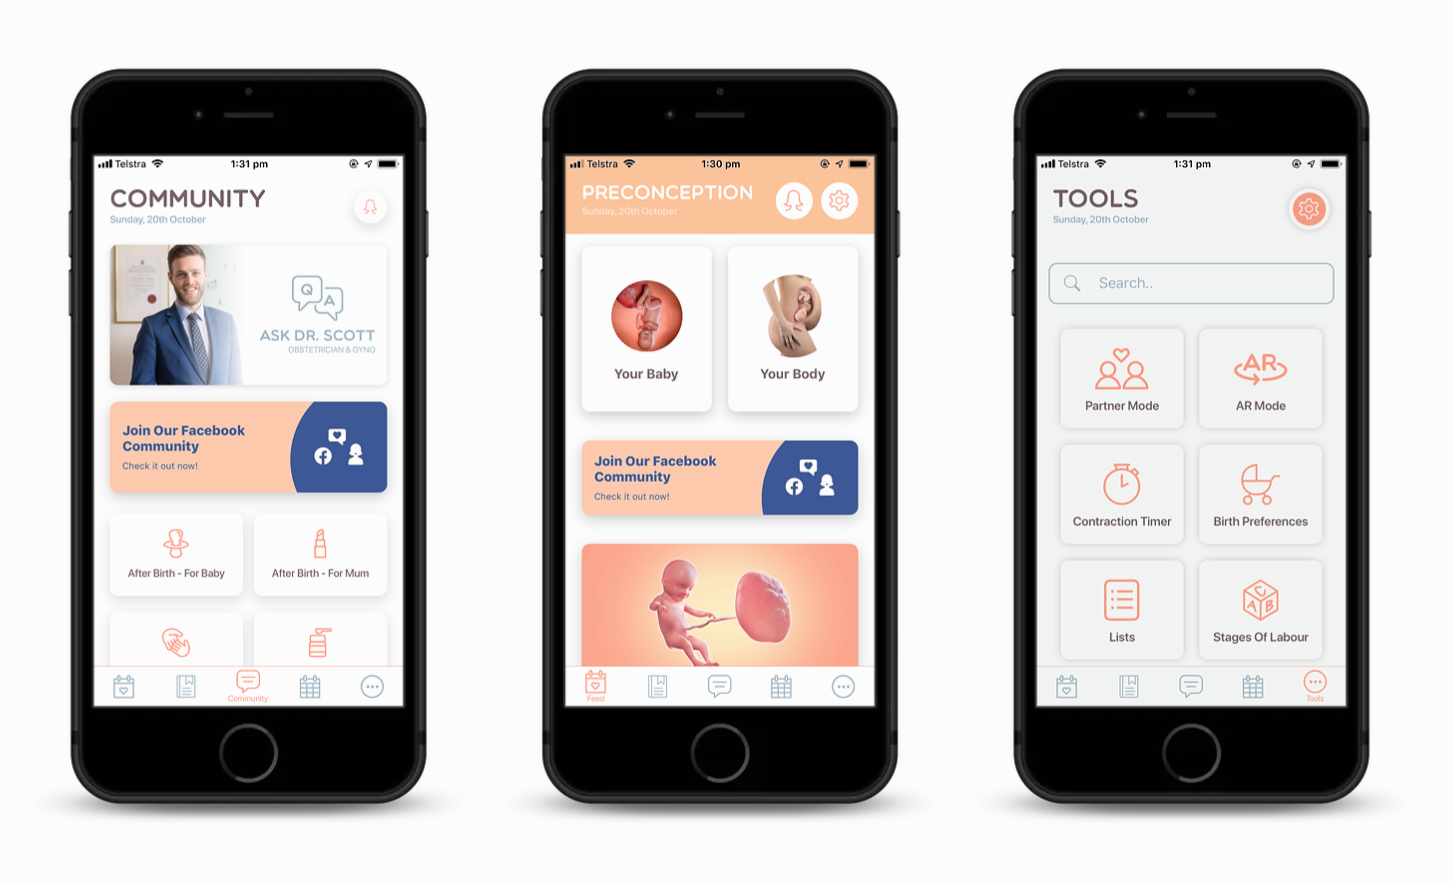 Telstra
1:31 pm
COMMUNITY
Sunday, 20th October
Q
A
ASK DR. SCOTT
OBSTETRICIAN & GYNO
Join Our Facebook
Community
Check it out now!
After Birth - For Baby
After Birth - For Mum
Community
Telstra
1:30 pm
PRECONCEPTION
Sunday, 20th October
Your Baby
Your Body
Join Our Facebook
Community
Check it out now!
Feed
Telstra
1:31 pm
TOOLS
Sunday, 20th October
Search..
AR
Partner Mode
AR Mode
Contraction Timer
Birth Preferences
C
A B
Lists
Stages Of Labour
Tools